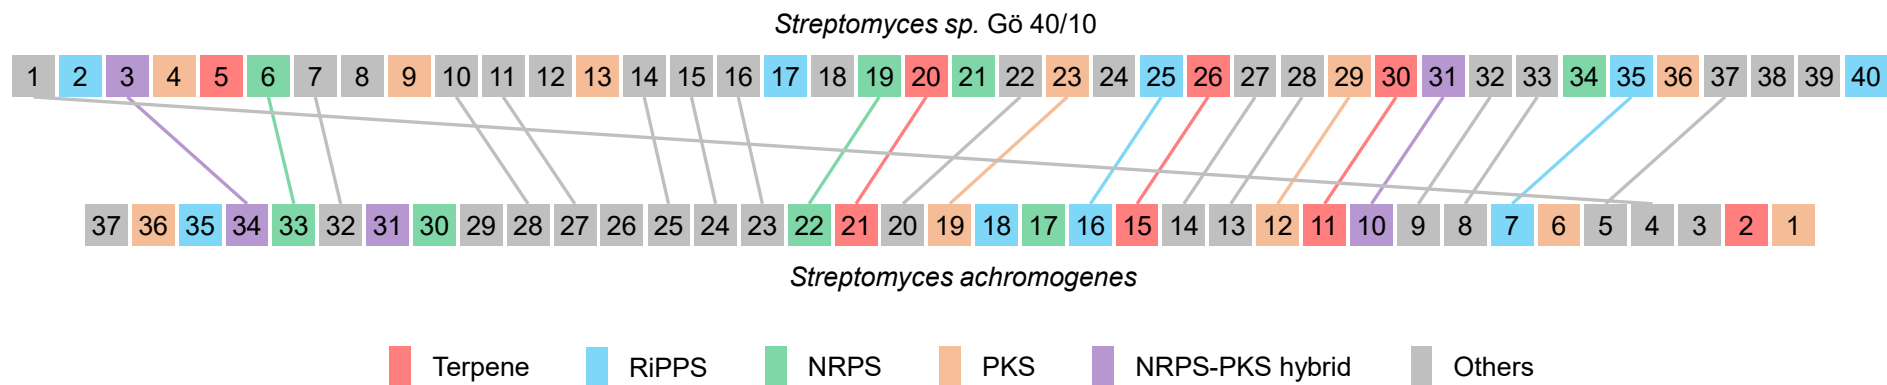 Streptomyces sp. Gö 40/10
1 2 3 4 5 6 7 8 9 10 11 12 13 14 15 16 17 18 19 20 21 22 23 24 25 26 27 28 29 30 31 32 33 34 35 36 37 38 39 40
37 36 35 34 33 32 31 30 29 28 27 26 25 24 23 22 21 20 19 18 17 16 15 14 13 12 11 10 9 8 7 6 5 4 3 2 1
Streptomyces achromogenes
Terpene RiPPS NRPS PKS NRPS-PKS hybrid Others